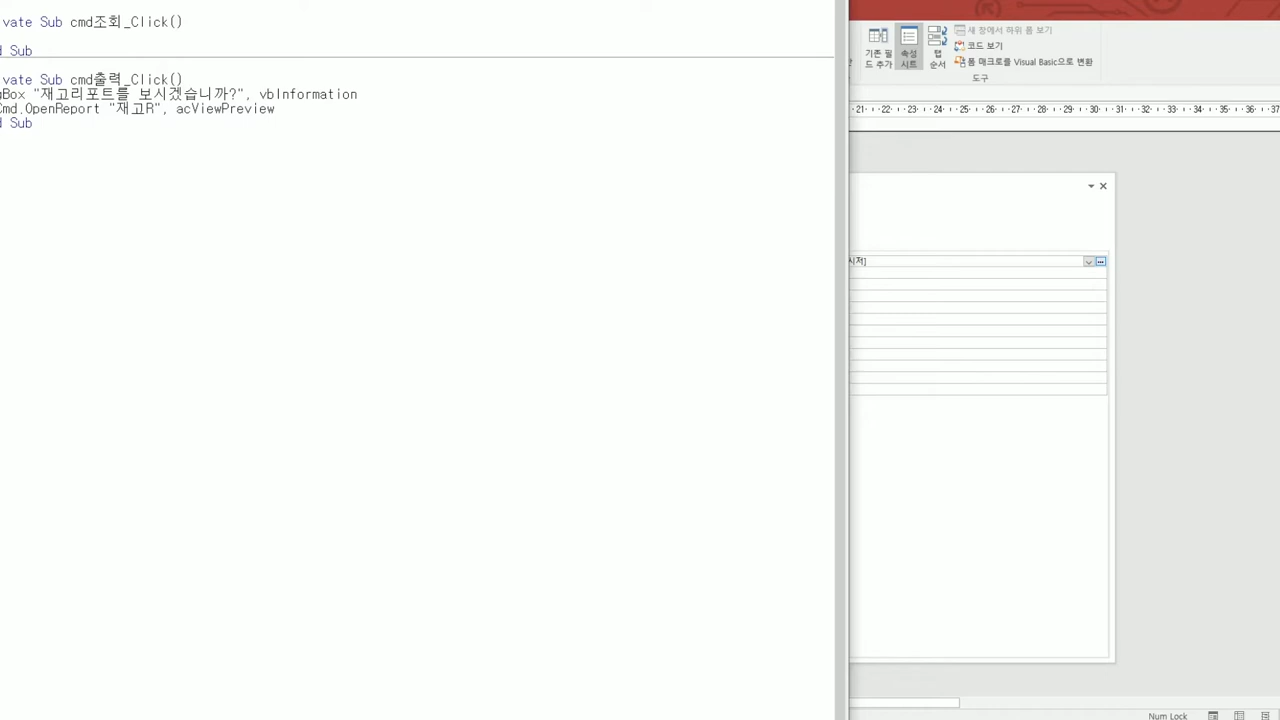 vate Sub cmd조회_Click()
d Sub
vate Sub cmd출력_Click()
gBox "재고리포트를 보시겠습니까?", vbInformation
Cmd.OpenReport "재고R", acViewPreview
d Sub
기존 필
드 추가
속성
시트
탭
순서
새 창에서 하위 폼 보기
코드 보기
폼 매크로를 Visual Basic으로 변환
도구
21 22 23 24 25 26 27 28 29 30 31 32 33 34 35 36 37
시저]
Num Lock